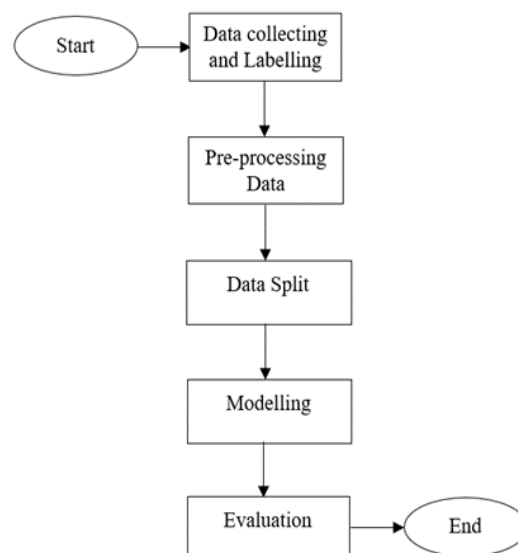 Start
Data collecting
and Labelling
Pre-processing
Data
Data Split
Modelling
Evaluation
End